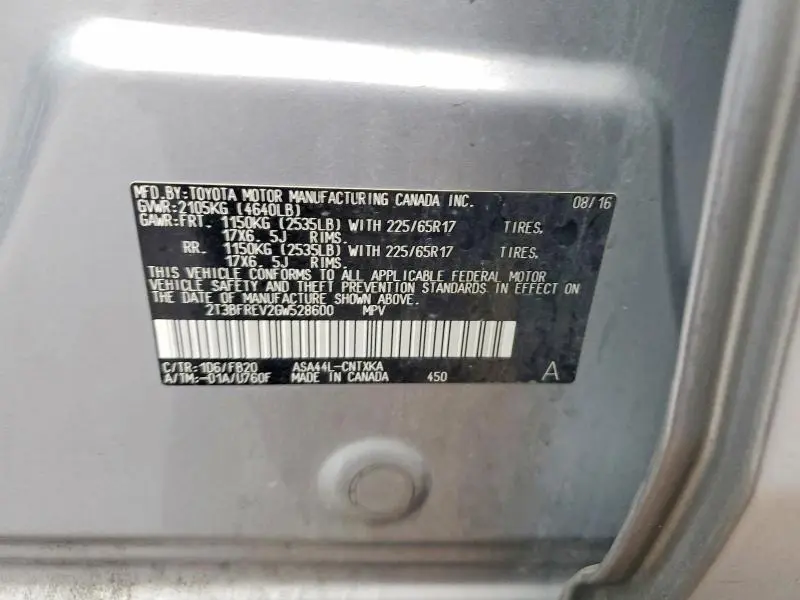 MFD.BY:TOYOTA MOTOR MANUFACTURING CANADA INC. 08/16
GVWR:2105KG (4640LB)
GAWR:FRT. 1150KG (2535LB) WITH 225/65R17 TIRES.
17X6.5J RIMS.
RR. 1150KG (2535LB) WITH 225/65R17 TIRES.
17X6.5J RIMS.
THIS VEHICLE CONFORMS TO ALL APPLICABLE FEDERAL MOTOR
VEHICLE SAFETY AND THEFT PREVENTION STANDARDS IN EFFECT ON
THE DATE OF MANUFACTURE SHOWN ABOVE.
2T3BFREV2GW528600 MPV
C/TR:1D6/FB20 ASA44L-CNTXKA
A/TM:-01A/U760F MADE IN CANADA 450 A